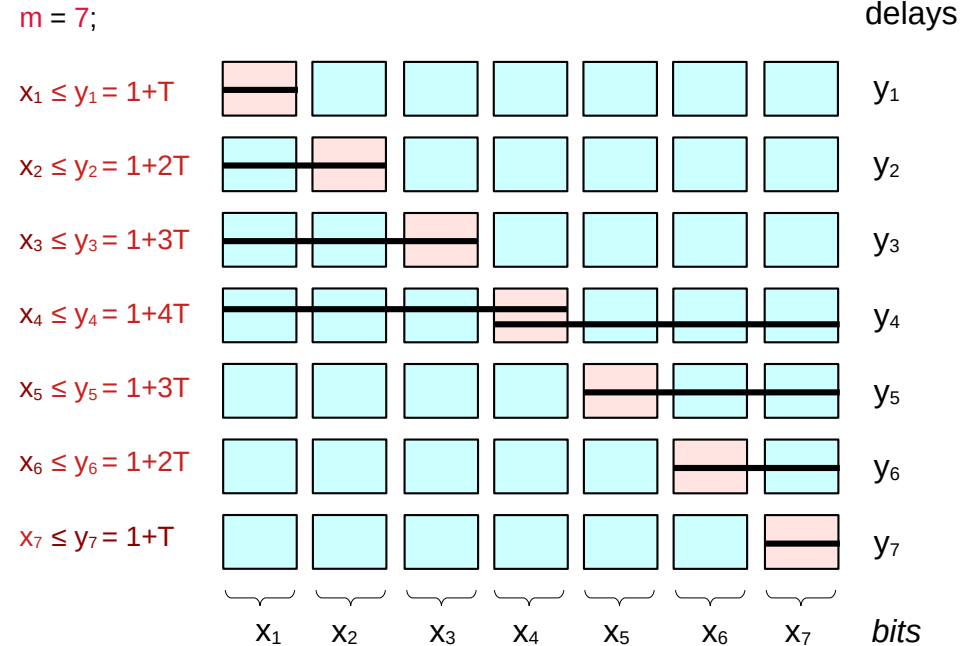 m = 7;
delays
x₁ ≤ y₁ = 1+T
y₁
x₂ ≤ y₂ = 1+2T
y₂
x₃ ≤ y₃ = 1+3T
y₃
x₄ ≤ y₄ = 1+4T
y₄
x₅ ≤ y₅ = 1+3T
y₅
x₆ ≤ y₆ = 1+2T
y₆
x₇ ≤ y₇ = 1+T
y₇
x₁ x₂ x₃ x₄ x₅ x₆ x₇ bits